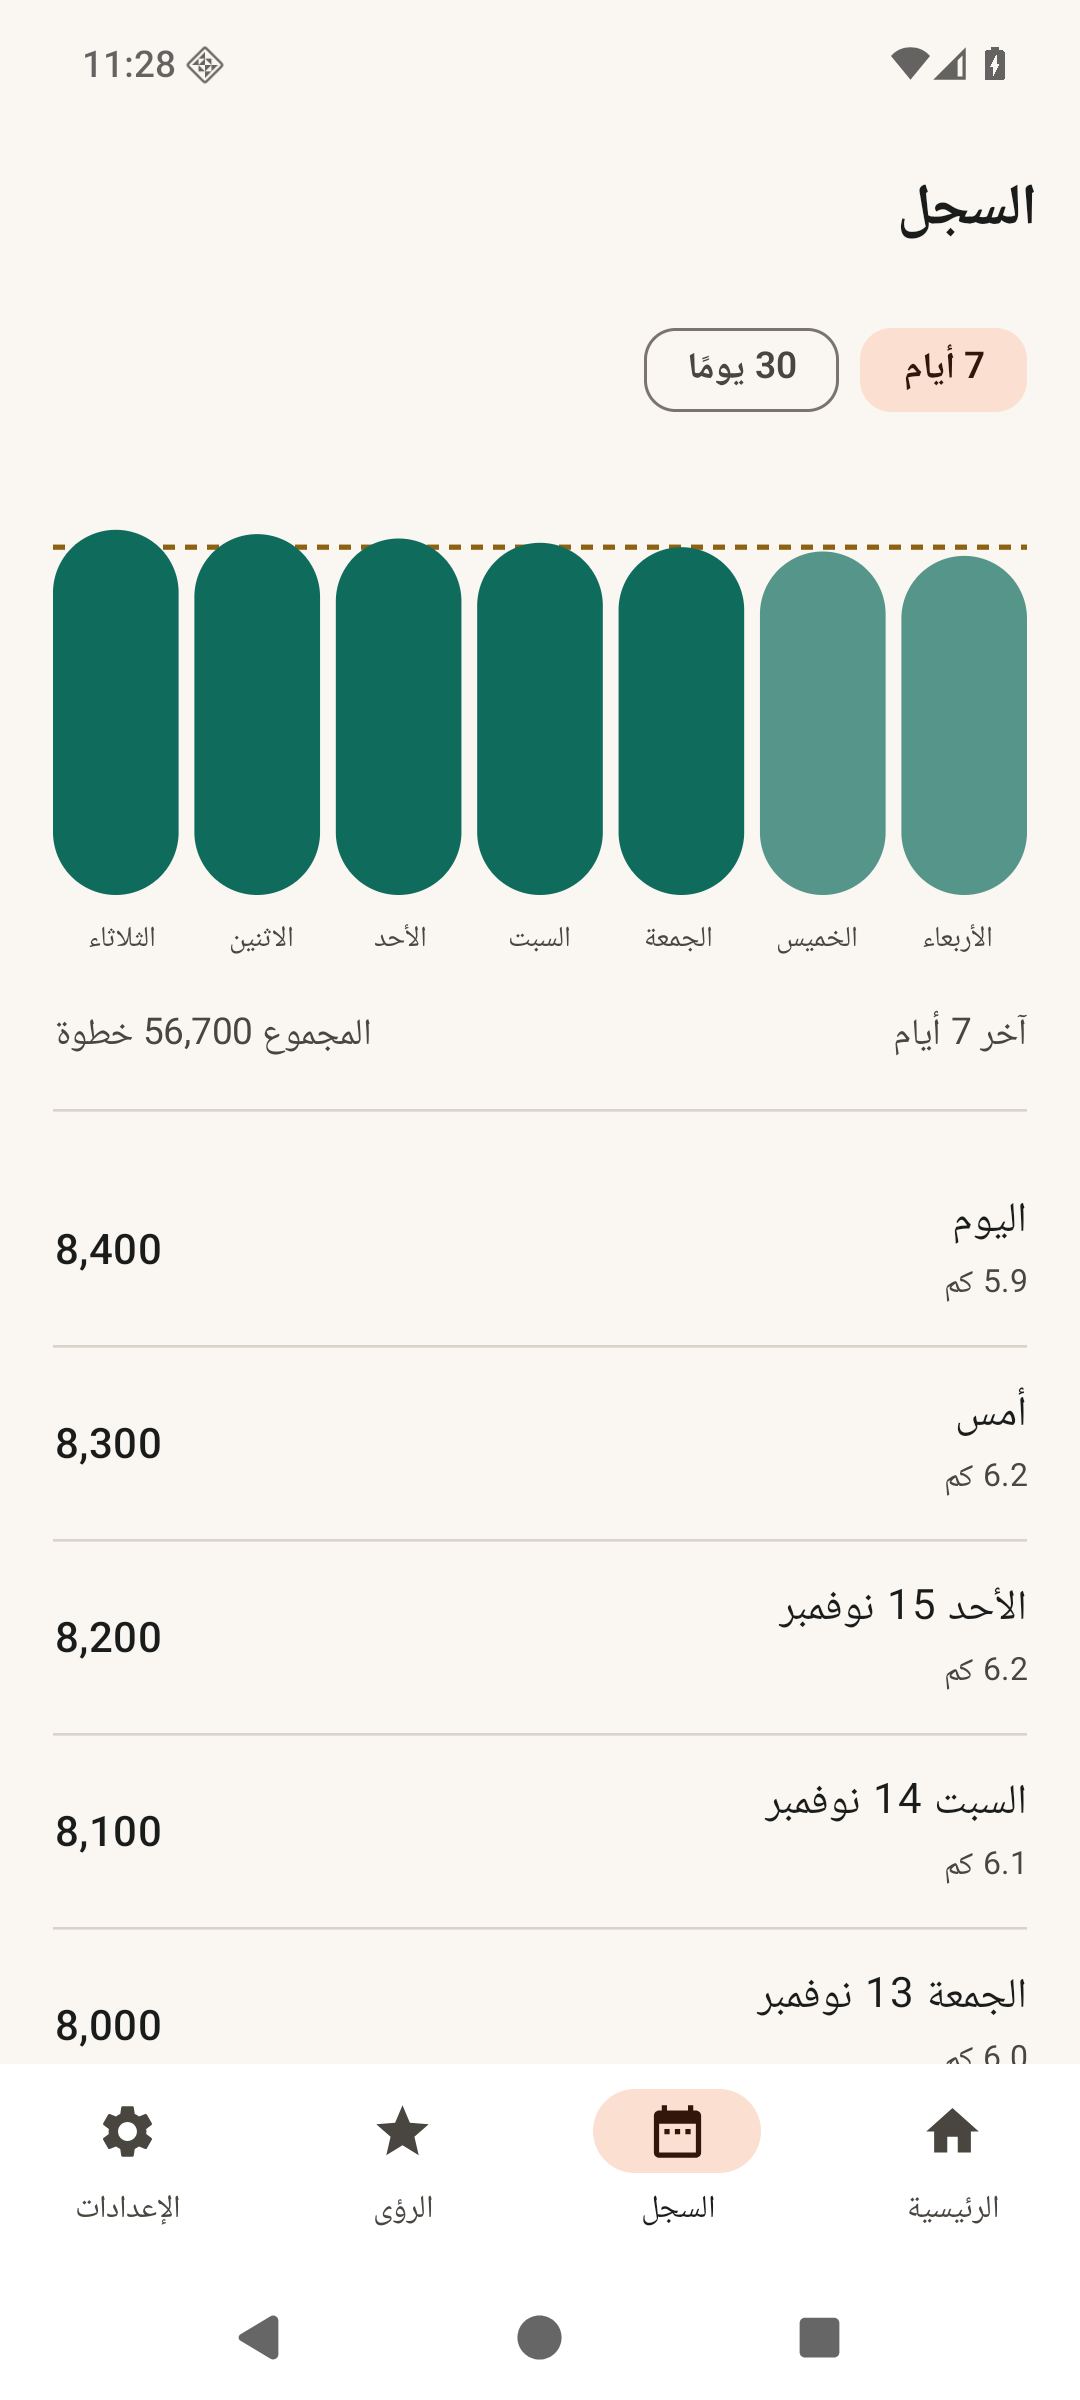 11:28
السجل
7 أيام
30 يومًا
الأربعاء
الخميس
الجمعة
السبت
الأحد
الاثنين
الثلاثاء
آخر 7 أيام
المجموع 56,700 خطوة
اليوم
5.9 كم
8,400
أمس
6.2 كم
8,300
الأحد 15 نوفمبر
6.2 كم
8,200
السبت 14 نوفمبر
6.1 كم
8,100
الجمعة 13 نوفمبر
6.0 كم
8,000
الرئيسية
السجل
الرؤى
الإعدادات